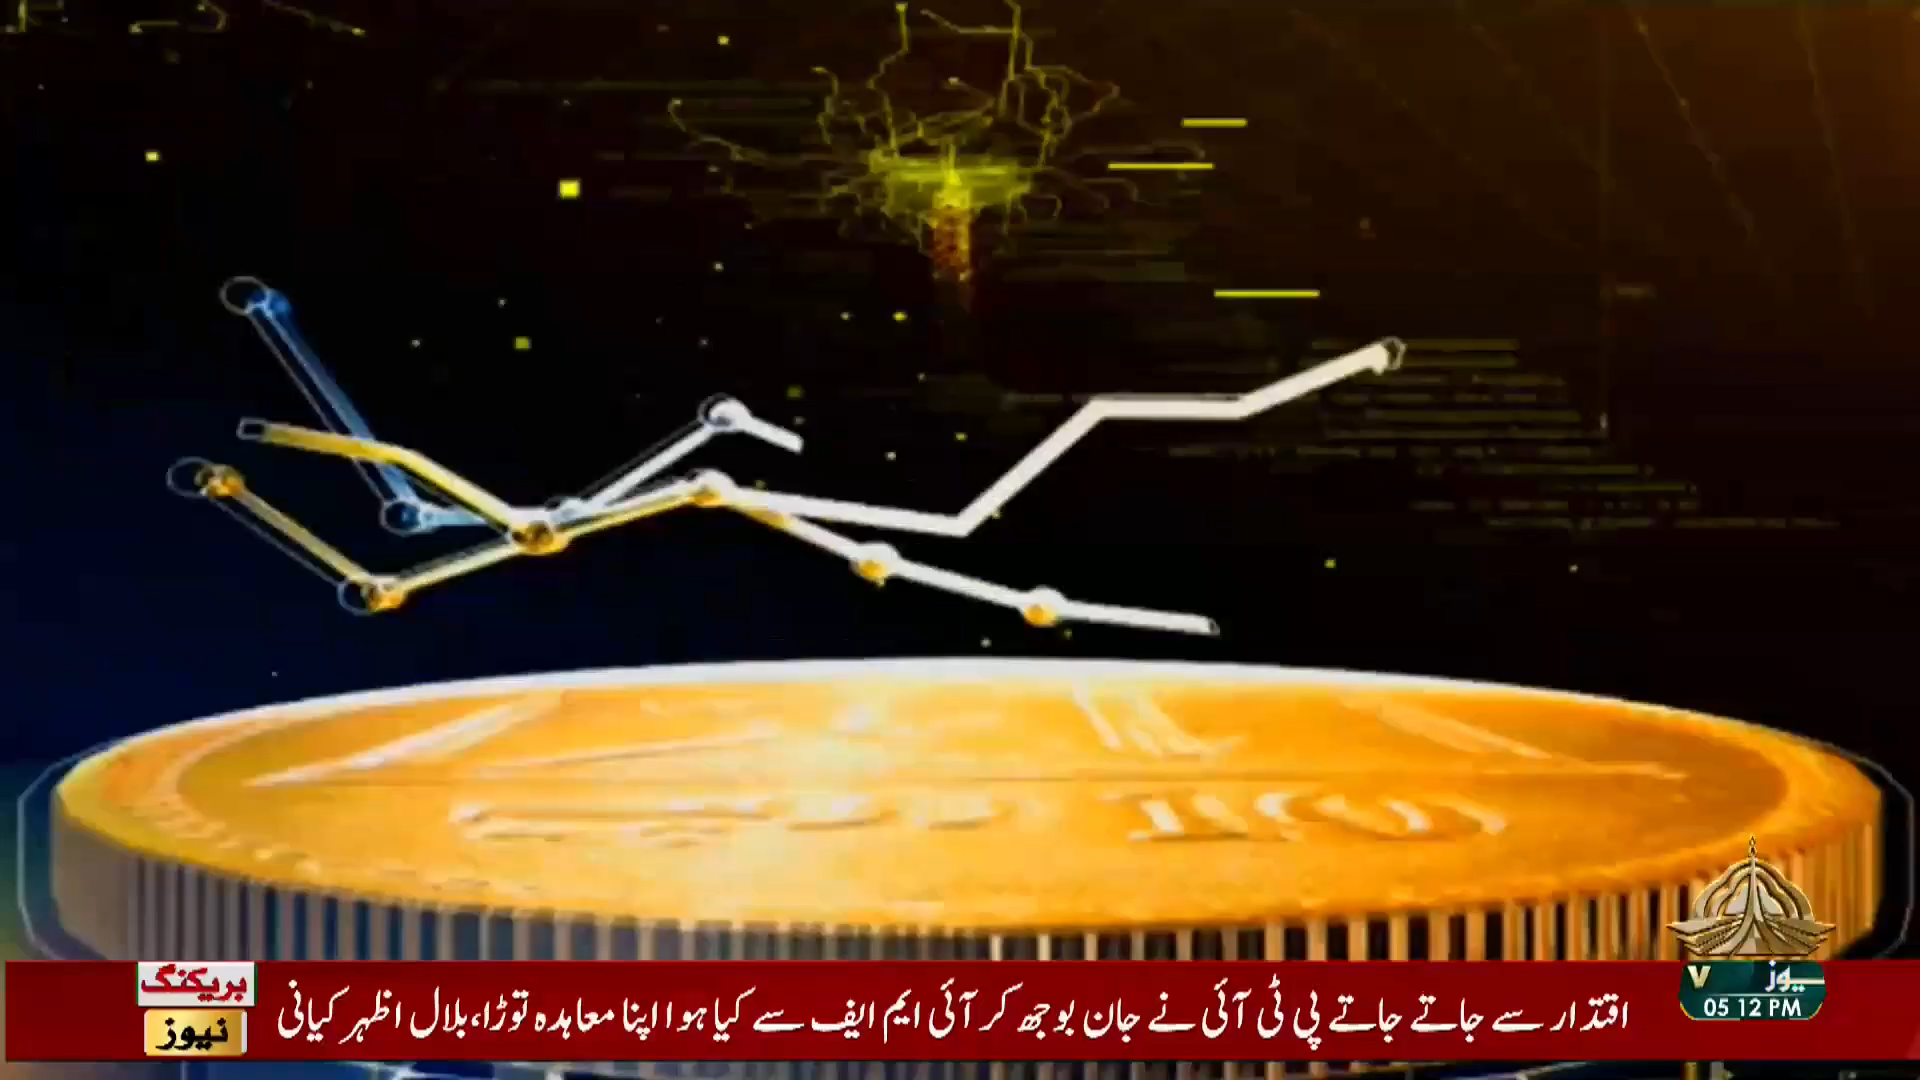 اقتدار سے جاتے جاتے پی ٹی آئی نے جان بوجھ کر آئی ایم ایف سے کیا ہوا اپنا معاہدہ توڑا،بلال اظہر کیانی
بریکنگ
نیوز
نیوز
05 12 PM